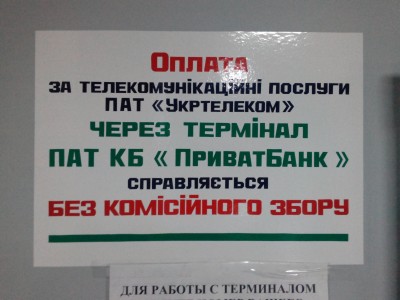 Оплата
за телекомунікаційні послуги
ПАТ «Укртелеком»
через термінал
ПАТ КБ « ПриватБанк »
справляється
без комісійного збору
ДЛЯ РАБОТЫ С ТЕРМИНАЛОМ